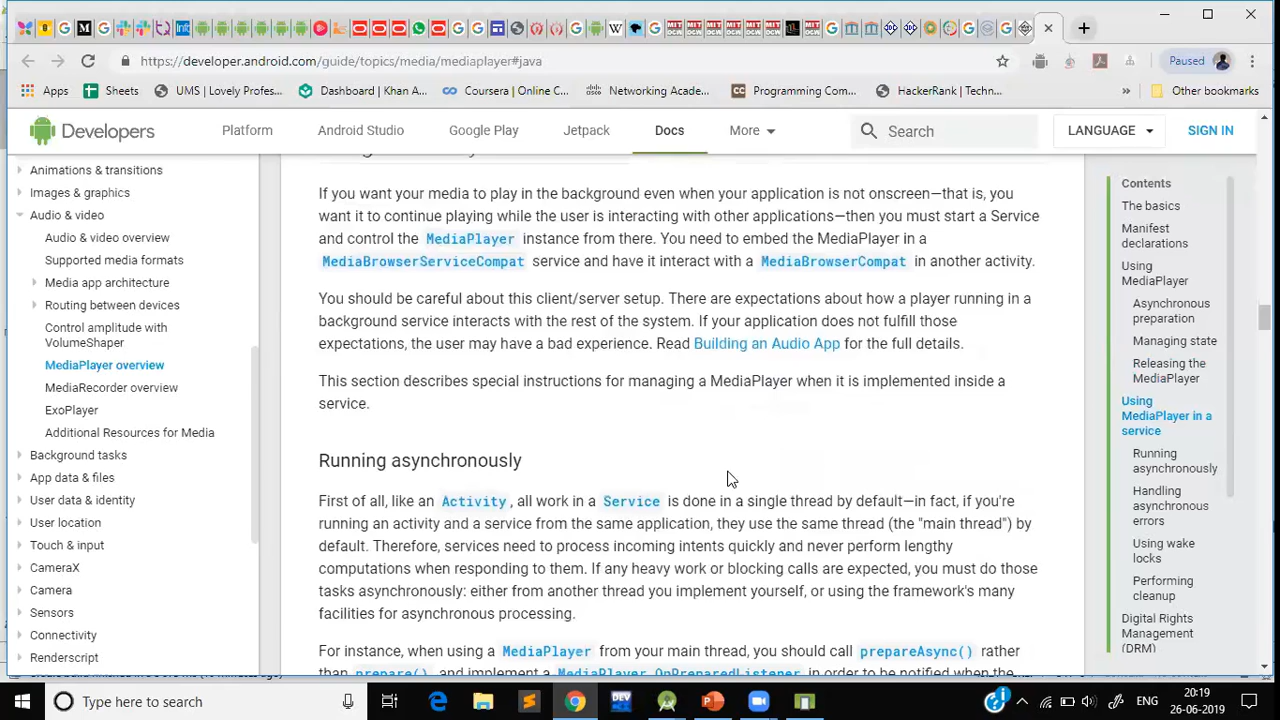 https://developer.android.com/guide/topics/media/mediaplayer#java
Paused
Apps
Sheets
UMS | Lovely Profes...
Dashboard | Khan A...
Coursera | Online C...
Networking Acade...
Programming Com...
HackerRank | Techn...
»
Other bookmarks
Developers
Platform
Android Studio
Google Play
Jetpack
Docs
More
Search
LANGUAGE
SIGN IN
Animations & transitions
Images & graphics
Audio & video
Audio & video overview
Supported media formats
Media app architecture
Routing between devices
Control amplitude with
VolumeShaper
MediaPlayer overview
MediaRecorder overview
ExoPlayer
Additional Resources for Media
Background tasks
App data & files
User data & identity
User location
Touch & input
CameraX
Camera
Sensors
Connectivity
Renderscript
If you want your media to play in the background even when your application is not onscreen—that is, you
want it to continue playing while the user is interacting with other applications—then you must start a Service
and control the MediaPlayer instance from there. You need to embed the MediaPlayer in a
MediaBrowserServiceCompat service and have it interact with a MediaBrowserCompat in another activity.
You should be careful about this client/server setup. There are expectations about how a player running in a
background service interacts with the rest of the system. If your application does not fulfill those
expectations, the user may have a bad experience. Read Building an Audio App for the full details.
This section describes special instructions for managing a MediaPlayer when it is implemented inside a
service.
Running asynchronously
First of all, like an Activity, all work in a Service is done in a single thread by default—in fact, if you're
running an activity and a service from the same application, they use the same thread (the "main thread") by
default. Therefore, services need to process incoming intents quickly and never perform lengthy
computations when responding to them. If any heavy work or blocking calls are expected, you must do those
tasks asynchronously: either from another thread you implement yourself, or using the framework's many
facilities for asynchronous processing.
For instance, when using a MediaPlayer from your main thread, you should call prepareAsync() rather
than prepare(), and implement a MediaPlayer.OnPreparedListener in order to be notified when the
Contents
The basics
Manifest
declarations
Using
MediaPlayer
Asynchronous
preparation
Managing state
Releasing the
MediaPlayer
Using
MediaPlayer in a
service
Running
asynchronously
Handling
asynchronous
errors
Using wake
locks
Performing
cleanup
Digital Rights
Management
(DRM)
Type here to search
ENG
20:19
26-06-2019